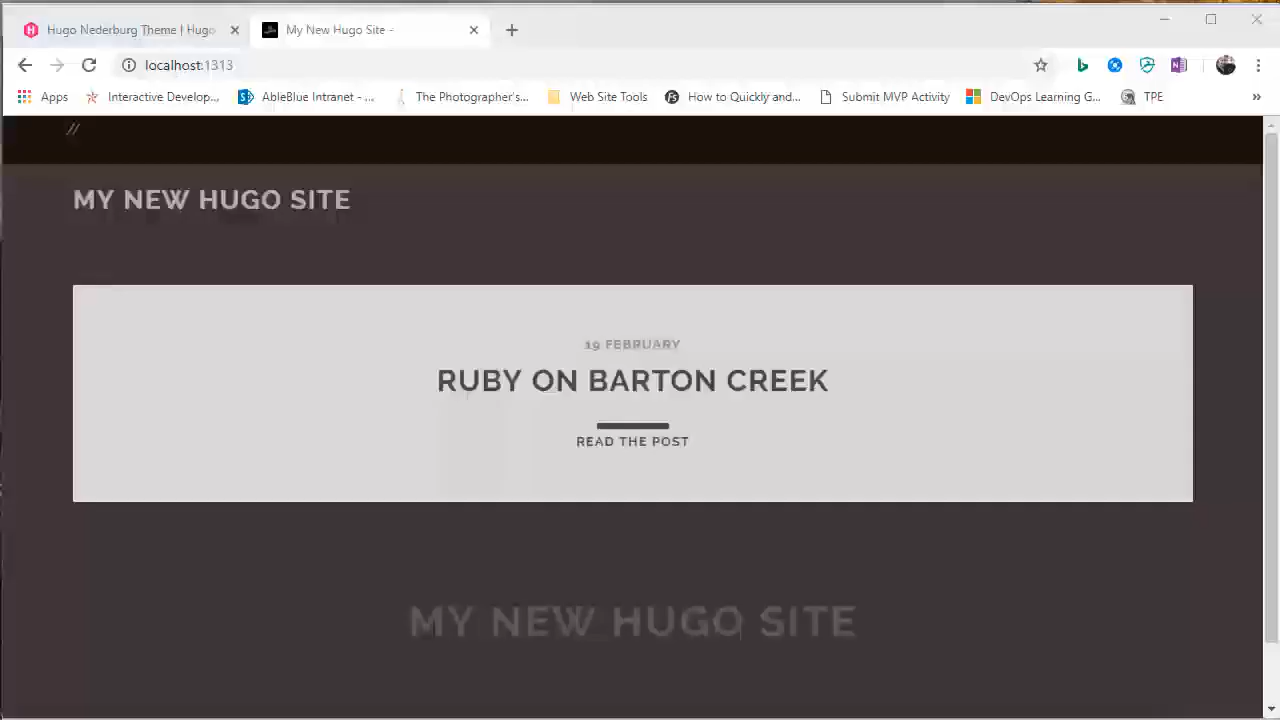 Hugo Nederburg Theme | Hugo
My New Hugo Site -
localhost:1313
Apps
Interactive Develop...
AbleBlue Intranet - ...
The Photographer's...
Web Site Tools
How to Quickly and...
Submit MVP Activity
DevOps Learning G...
TPE
»
//
MY NEW HUGO SITE
19 FEBRUARY
RUBY ON BARTON CREEK
READ THE POST
MY NEW HUGO SITE